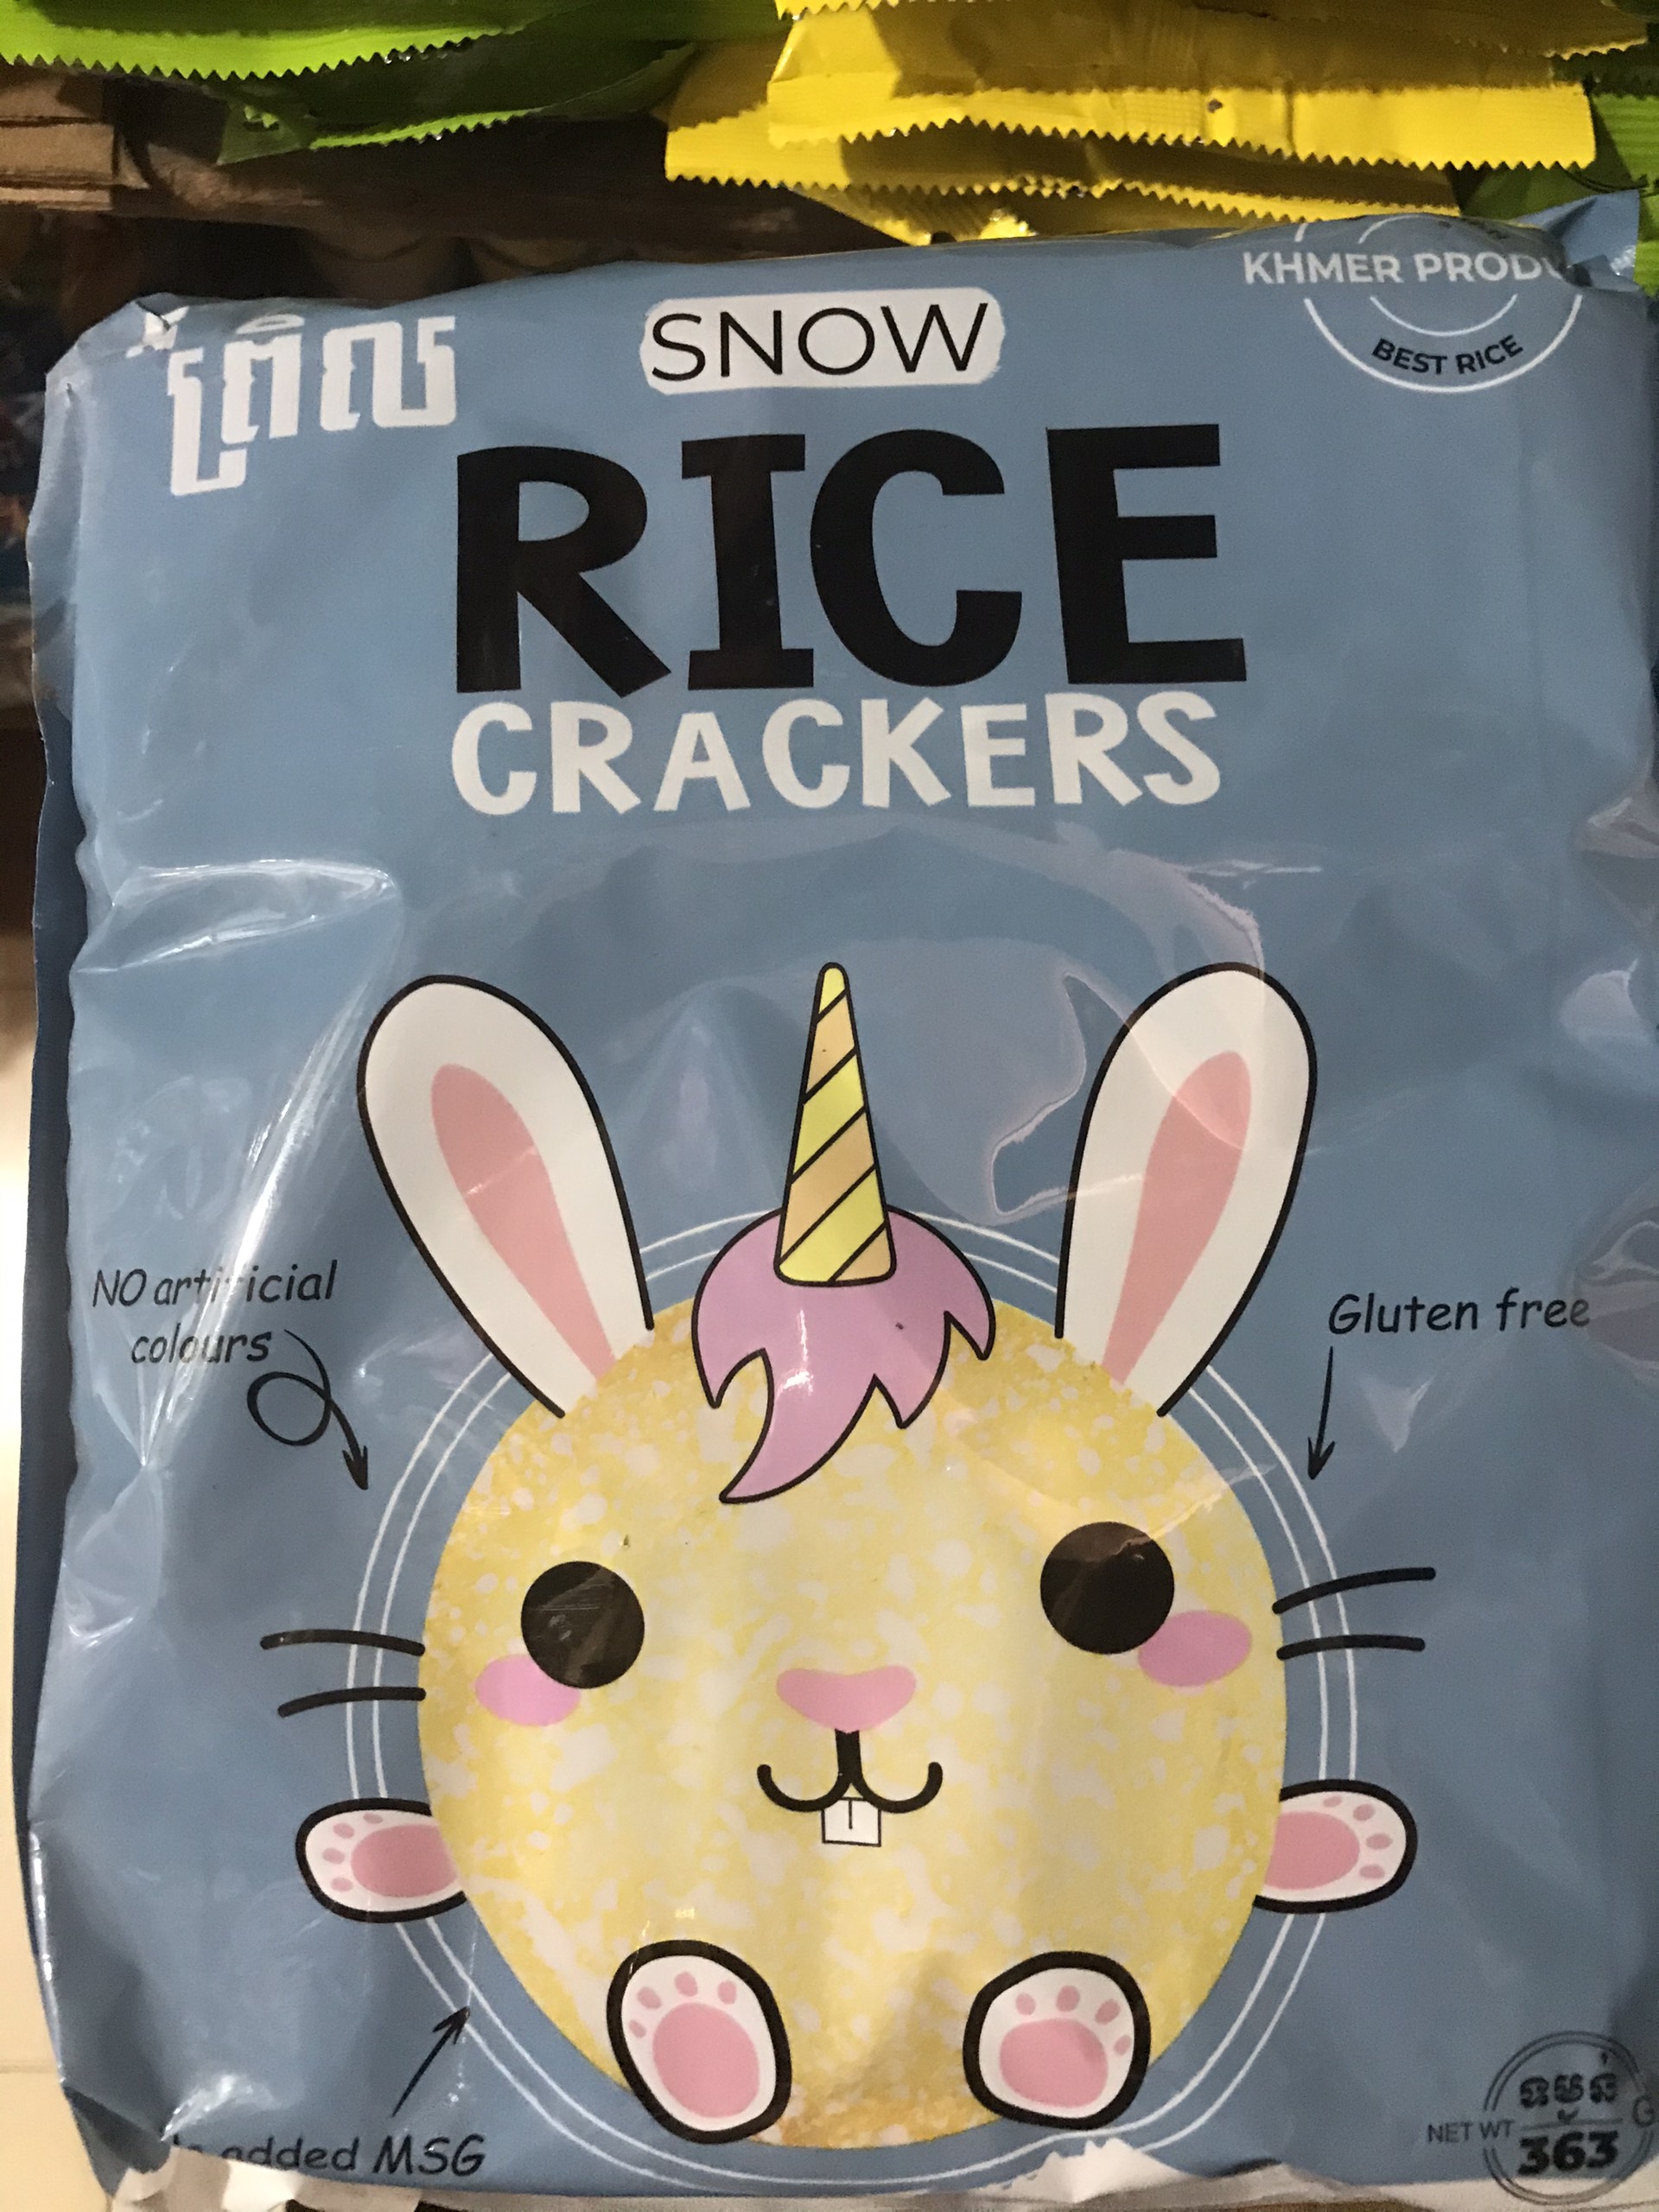 ព្រិល
SNOW
KHMER PRODU
BEST RICE
RICE
CRACKERS
NO artificial
colours
Gluten free
added MSG
NET WT
363
G